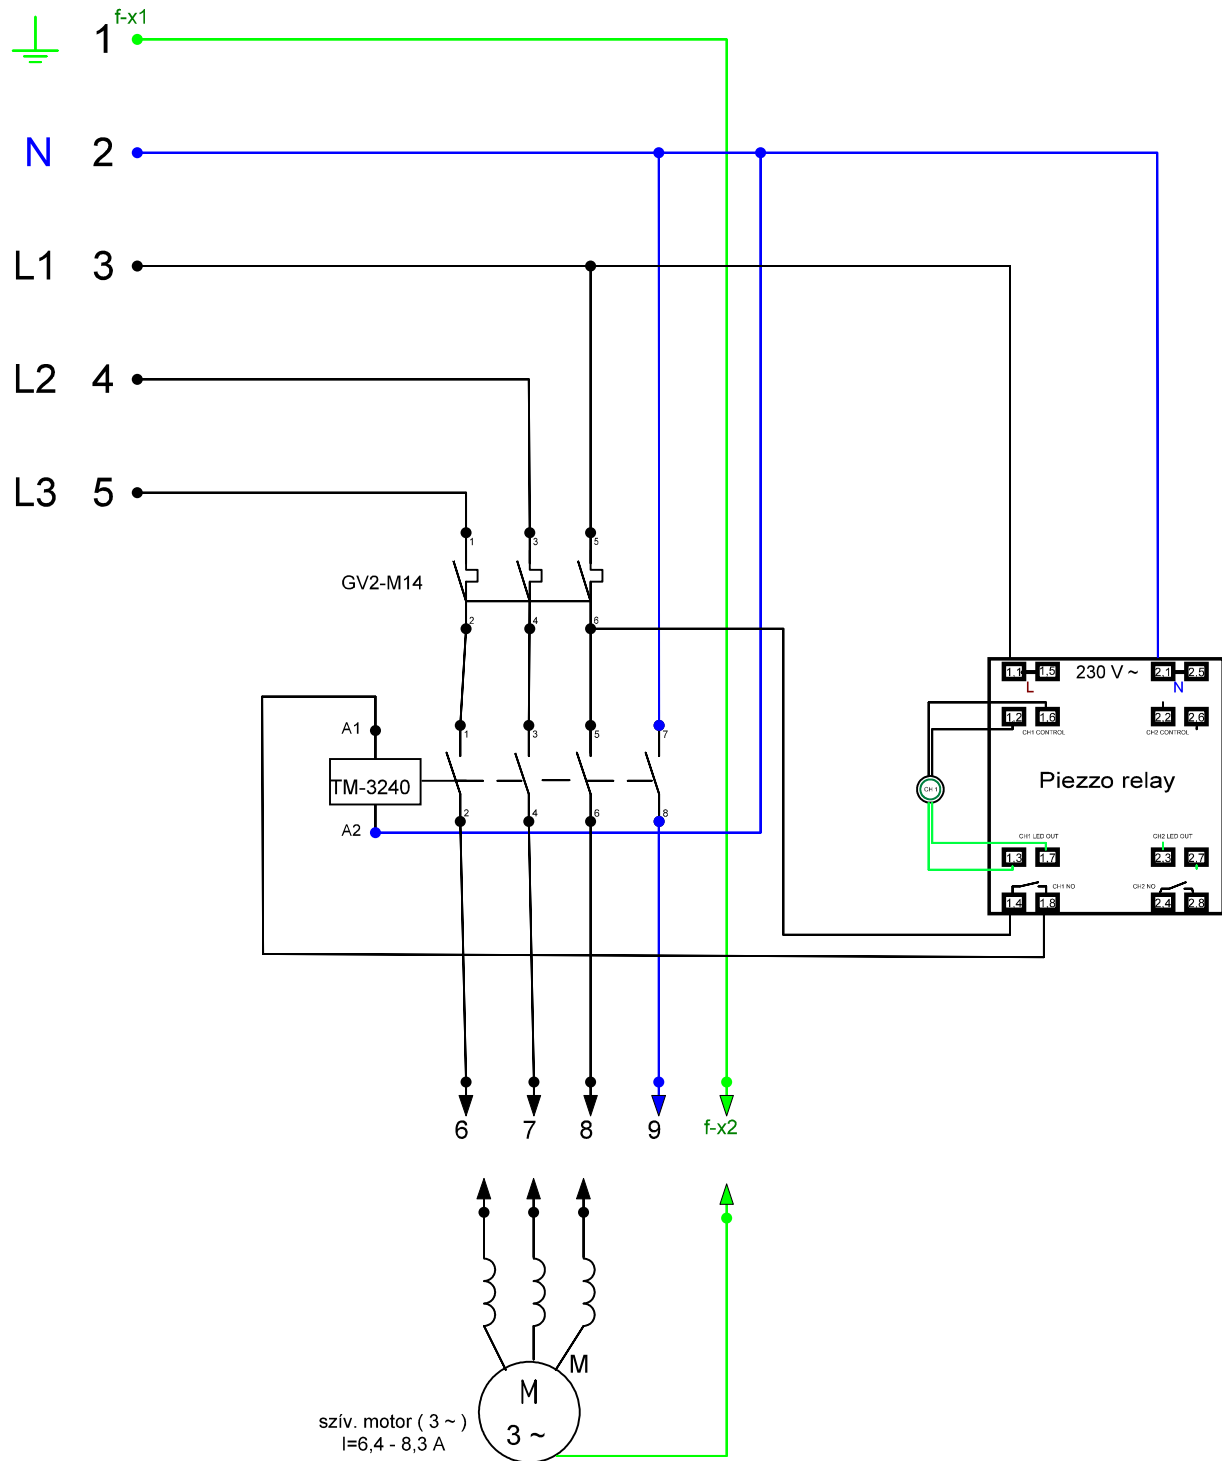 f-x1
1
N 2
L1 3
L2 4
L3 5
1 3 5
GV2-M14
2 4 6
1.1 1.5 230 V ~ 2.1 2.5
L N
1.2 1.6 2.2 2.6
CH1 CONTROL CH2 CONTROL
A1
1 3 5 7
TM-3240
CH 1
Piezzo relay
2 4 6 8
A2
CH1 LED OUT CH2 LED OUT
1.3 1.7 2.3 2.7
CH1 NO CH2 NO
1.4 1.8 2.4 2.8
6 7 8 9 f-x2
M
M
3 ~
szív. motor ( 3 ~ )
I=6,4 - 8,3 A